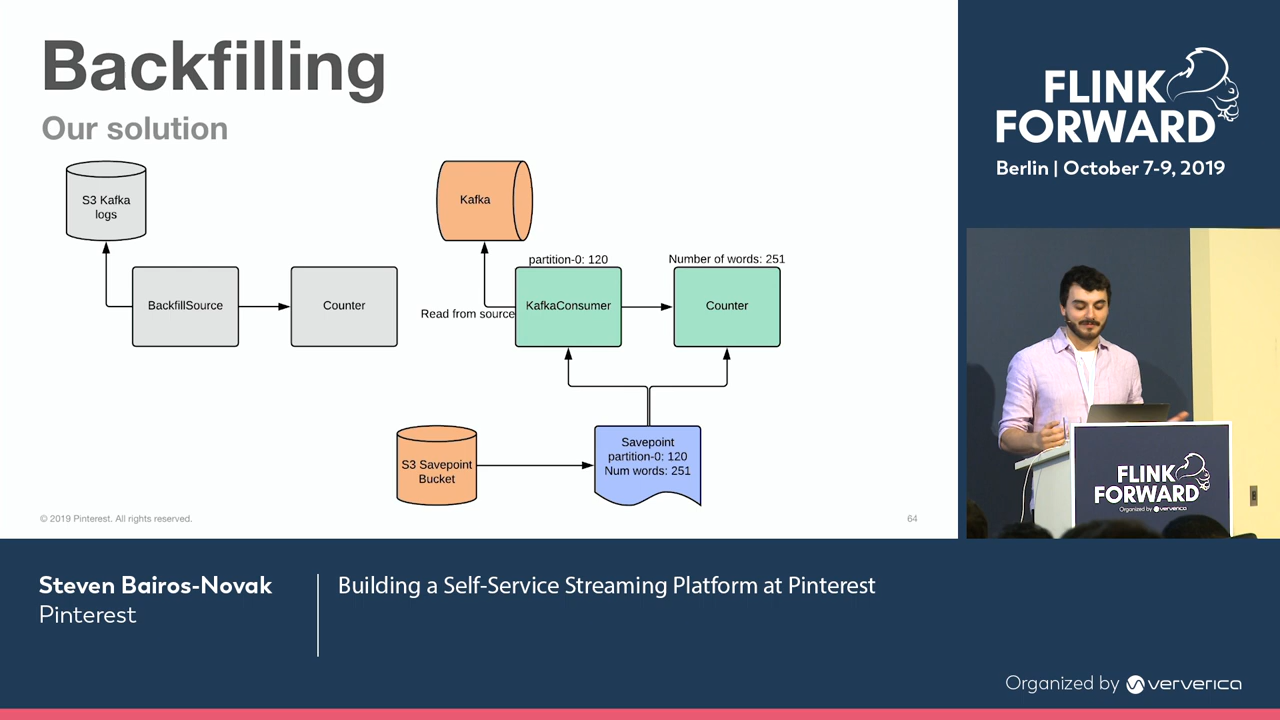 Backfilling
Our solution
S3 Kafka
logs
Kafka
partition-0: 120
Number of words: 251
BackfillSource
Counter
Read from source
KafkaConsumer
Counter
S3 Savepoint
Bucket
Savepoint
partition-0: 120
Num words: 251
© 2019 Pinterest. All rights reserved.
64
FLINK
FORWARD
Berlin | October 7-9, 2019
FLINK
FORWARD
Organized by ververica
Steven Bairos-Novak
Pinterest
Building a Self-Service Streaming Platform at Pinterest
Organized by ververica